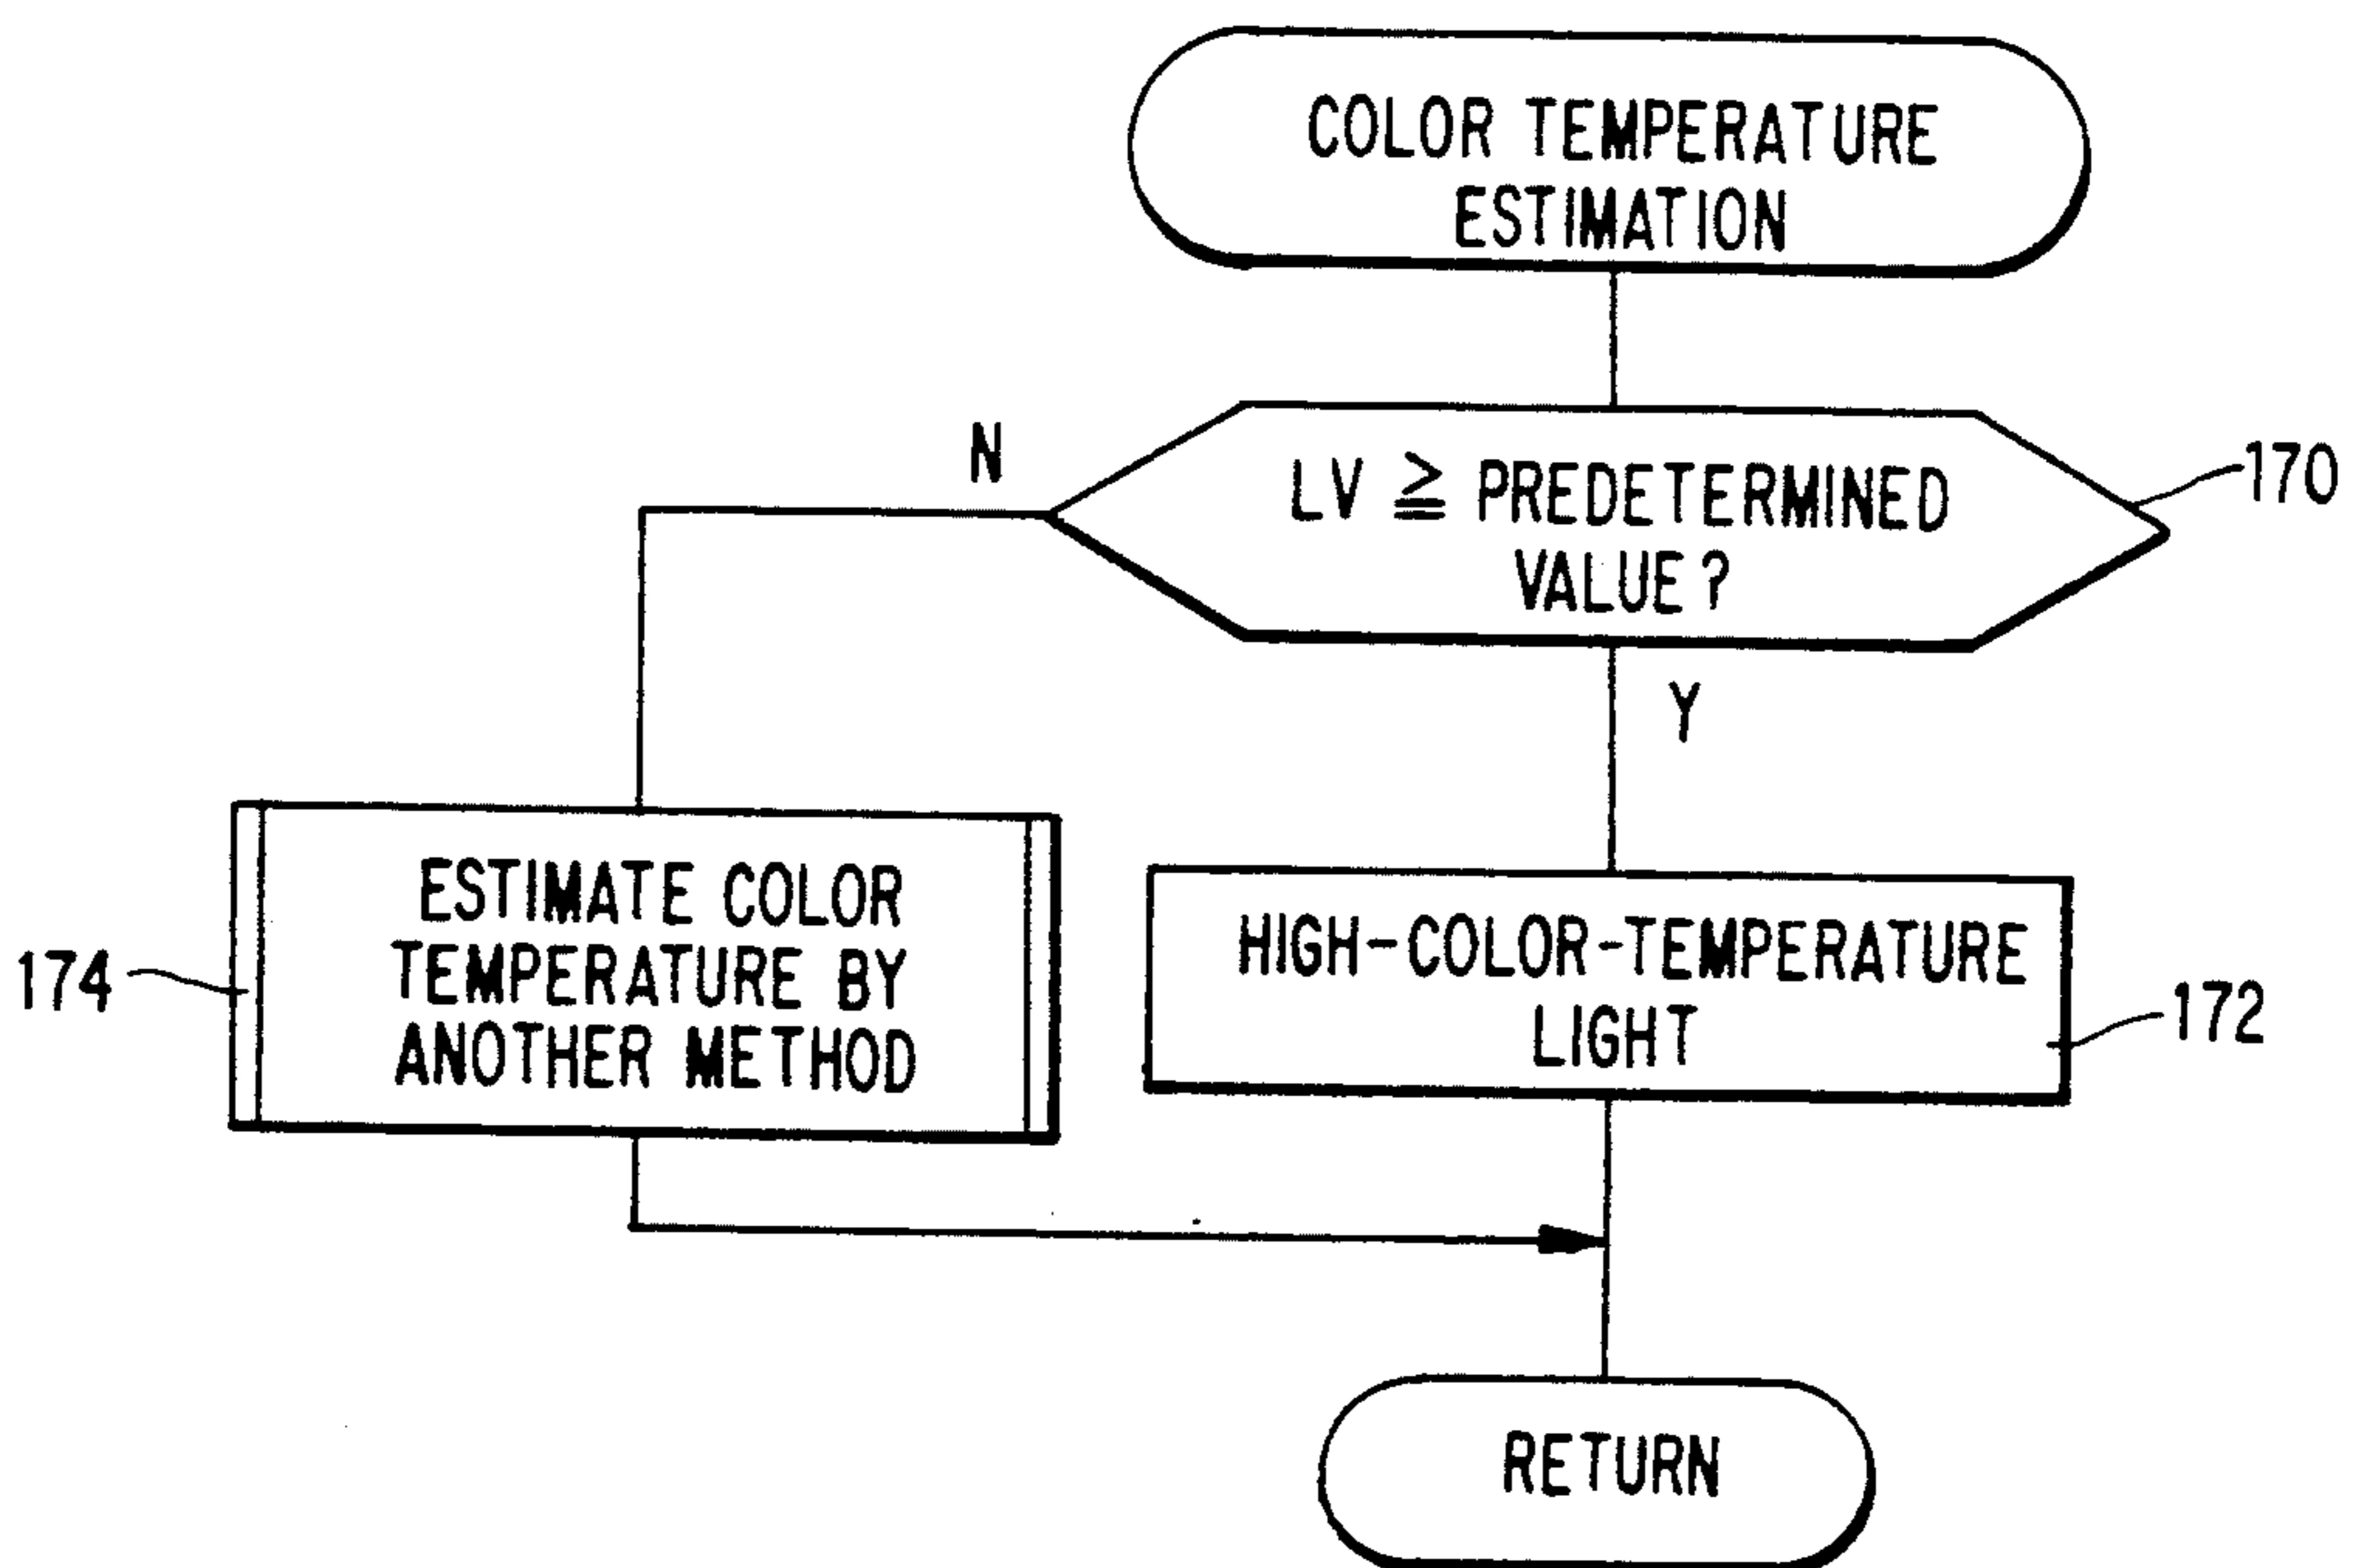 COLOR TEMPERATURE
ESTIMATION
N
LV ≧ PREDETERMINED
VALUE?
170
Y
ESTIMATE COLOR
TEMPERATURE BY
ANOTHER METHOD
174
HIGH-COLOR-TEMPERATURE
LIGHT
172
RETURN